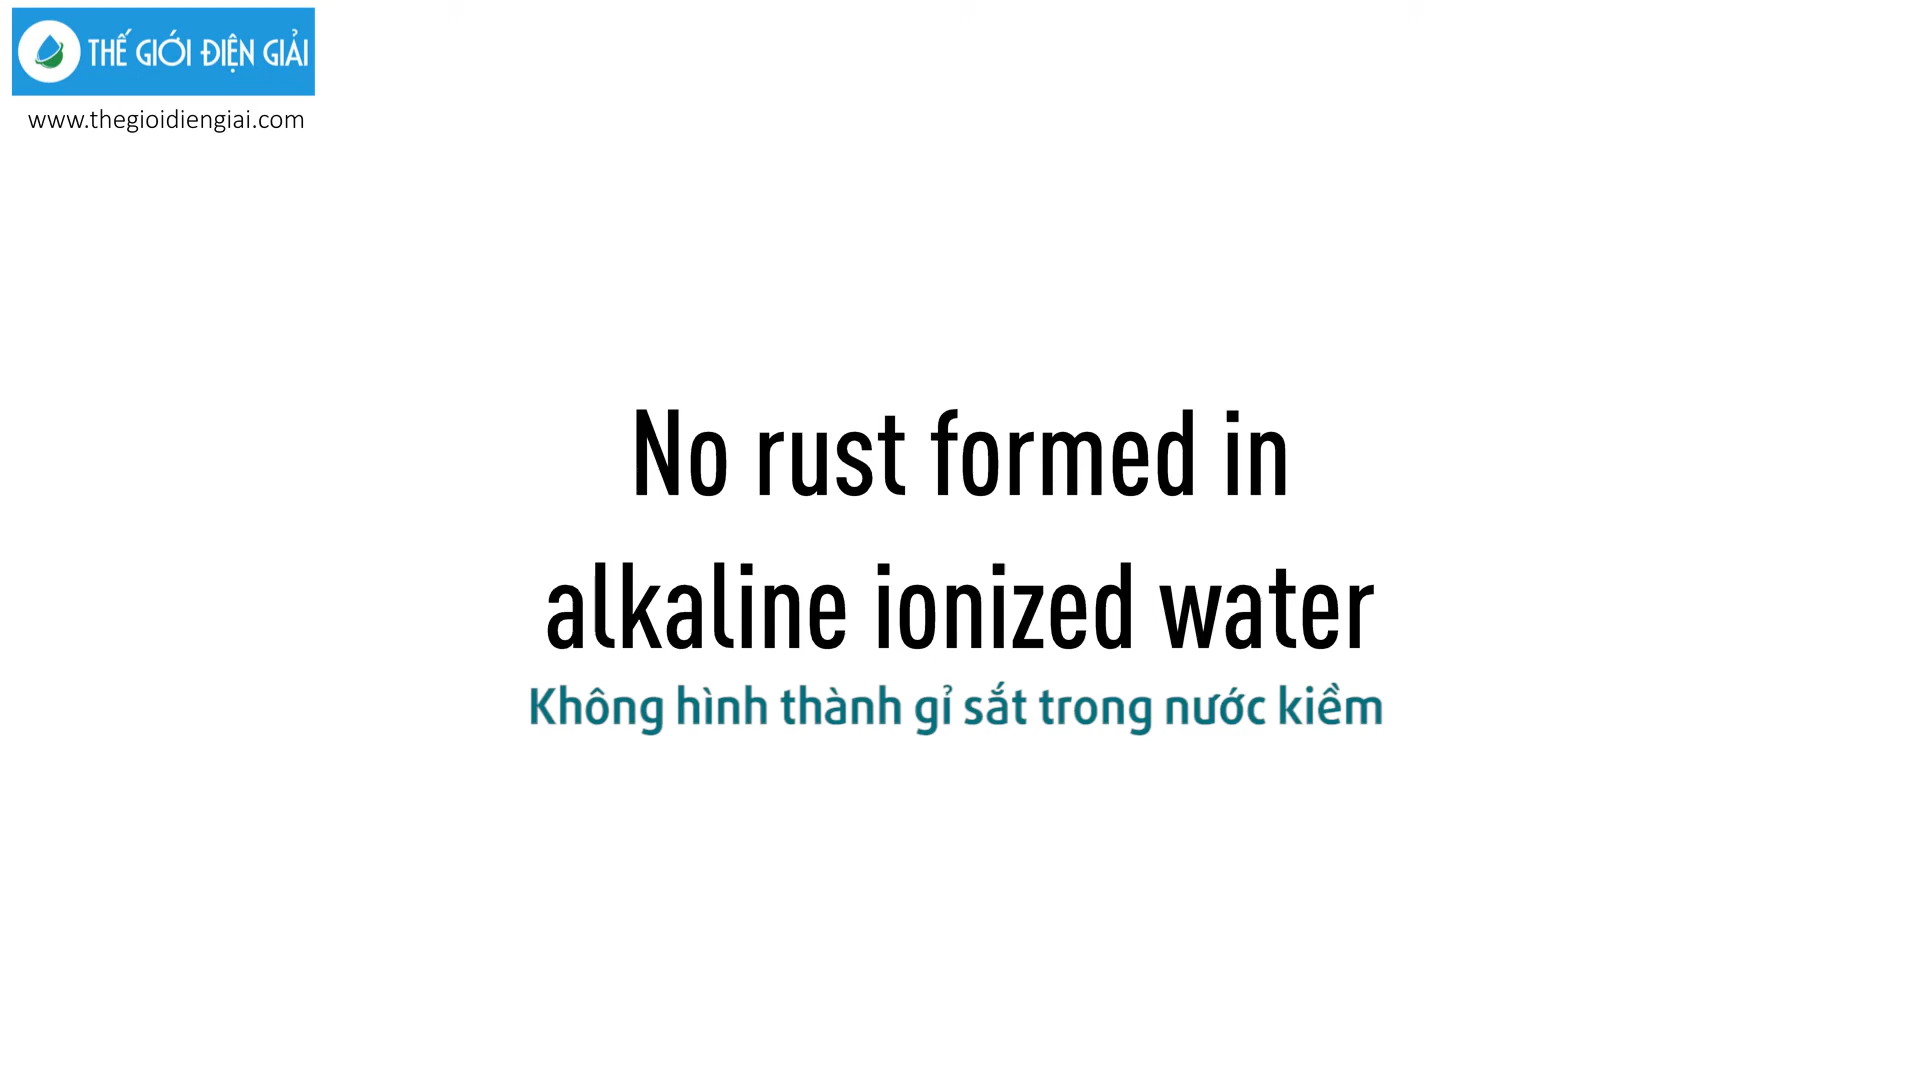 THẾ GIỚI ĐIỆN GIẢI
www.thegioidiengiai.com
No rust formed in
alkaline ionized water
Không hình thành gỉ sắt trong nước kiềm